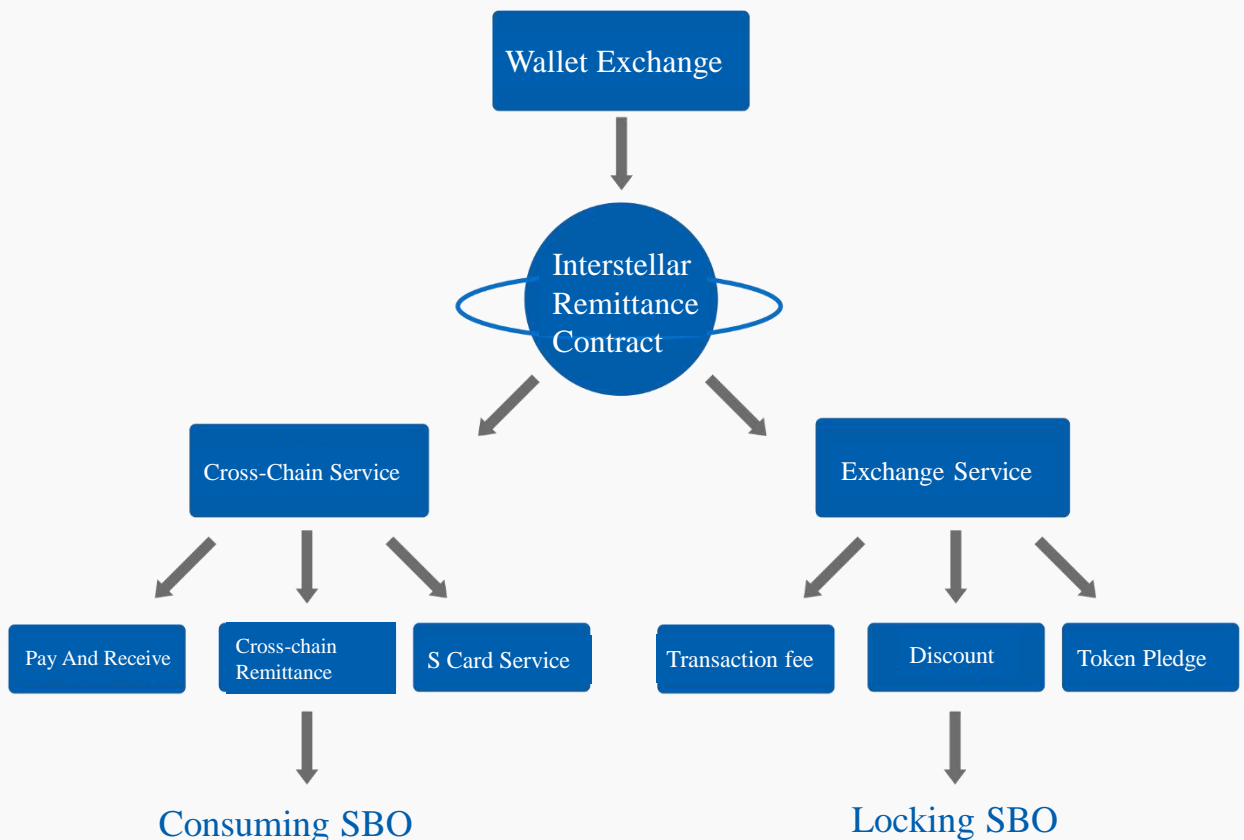 Wallet Exchange
Interstellar
Remittance
Contract
Cross-Chain Service
Exchange Service
Pay And Receive
Cross-chain
Remittance
S Card Service
Transaction fee
Discount
Token Pledge
Consuming SBO
Locking SBO